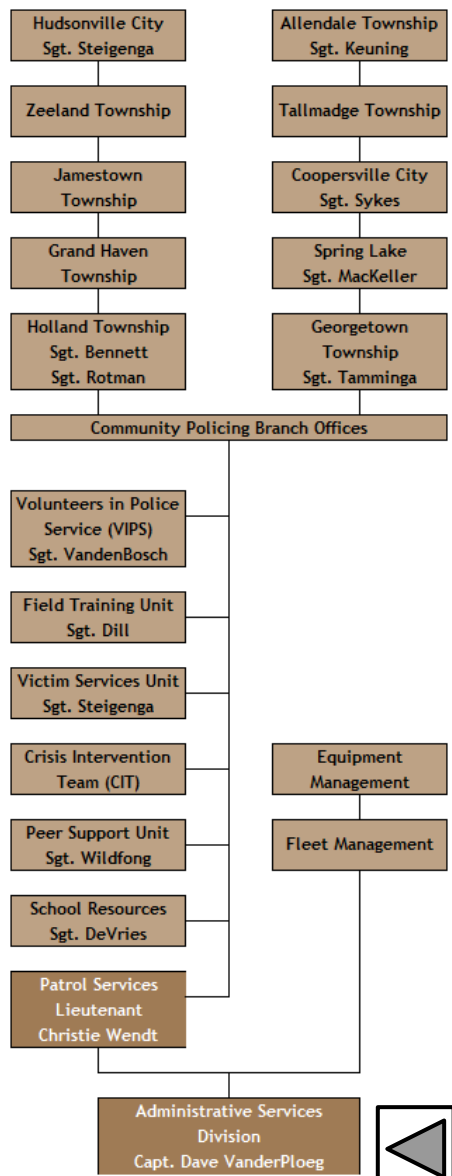 Hudsonville City
Sgt. Steigenga
Zeeland Township
Jamestown
Township
Grand Haven
Township
Holland Township
Sgt. Bennett
Sgt. Rotman
Allendale Township
Sgt. Keuning
Tallmadge Township
Coopersville City
Sgt. Sykes
Spring Lake
Sgt. MacKeller
Georgetown
Township
Sgt. Tamminga
Community Policing Branch Offices
Volunteers in Police
Service (VIPS)
Sgt. VandenBosch
Field Training Unit
Sgt. Dill
Victim Services Unit
Sgt. Steigenga
Crisis Intervention
Team (CIT)
Peer Support Unit
Sgt. Wildfong
School Resources
Sgt. DeVries
Patrol Services
Lieutenant
Christie Wendt
Equipment
Management
Fleet Management
Administrative Services
Division
Capt. Dave VanderPloeg